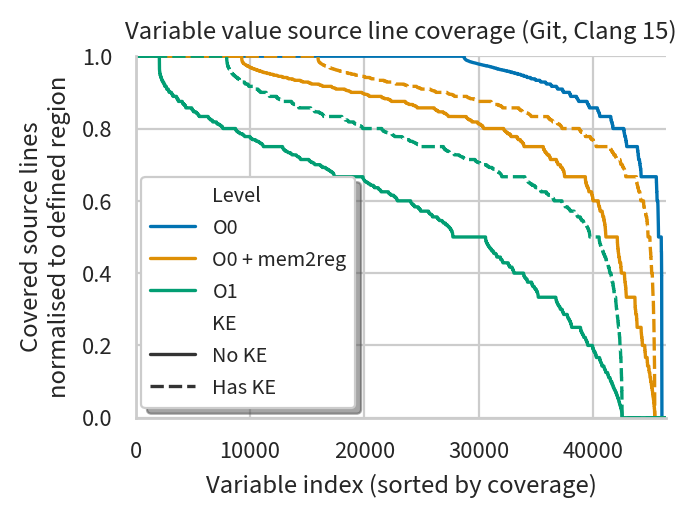 Variable value source line coverage (Git, Clang 15)
Covered source lines
normalised to defined region
1.0
0.8
0.6
0.4
0.2
0.0
Level
O0
O0 + mem2reg
O1
KE
No KE
Has KE
0 10000 20000 30000 40000
Variable index (sorted by coverage)